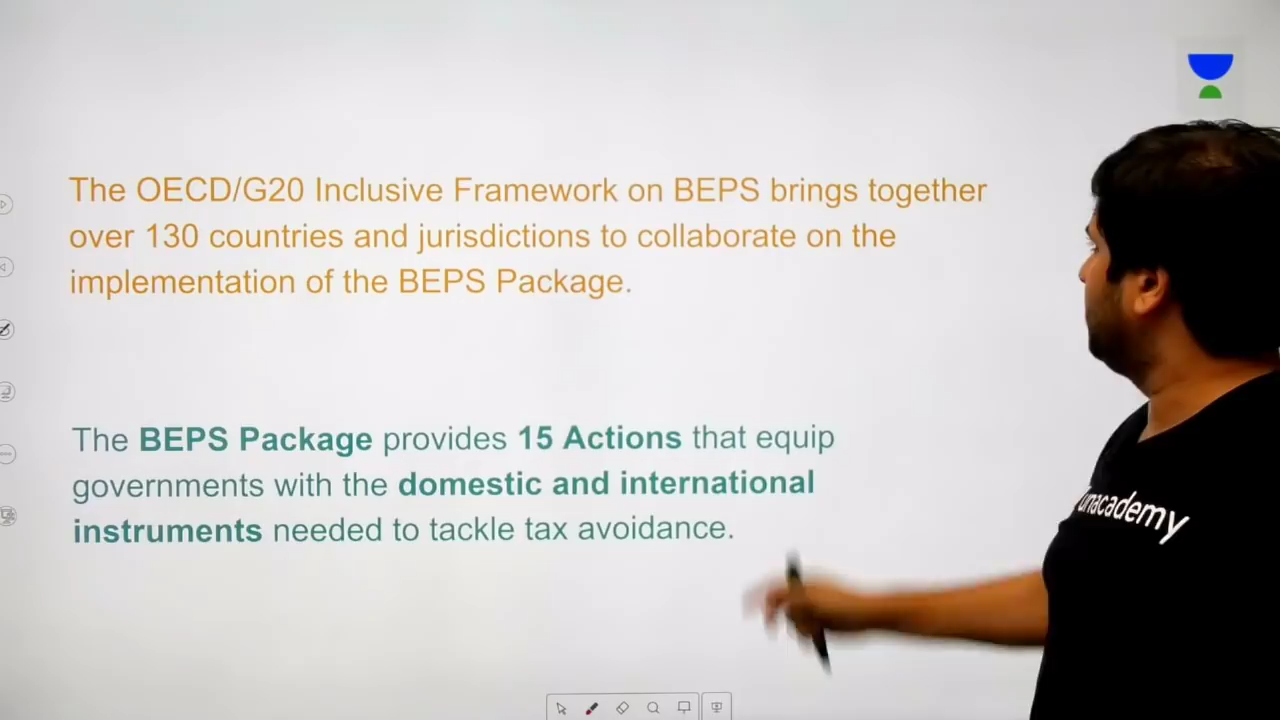 The OECD/G20 Inclusive Framework on BEPS brings together
over 130 countries and jurisdictions to collaborate on the
implementation of the BEPS Package.
The BEPS Package provides 15 Actions that equip
governments with the domestic and international
instruments needed to tackle tax avoidance.
unacademy